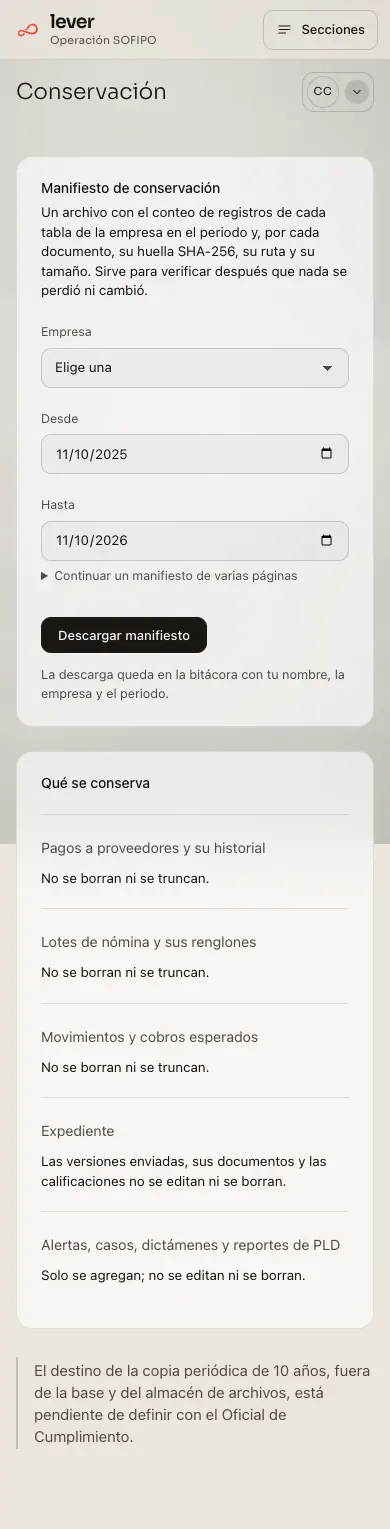 lever
Operación SOFIPO
Secciones
Conservación
CC
Manifiesto de conservación
Un archivo con el conteo de registros de cada
tabla de la empresa en el periodo y, por cada
documento, su huella SHA-256, su ruta y su
tamaño. Sirve para verificar después que nada se
perdió ni cambió.
Empresa
Elige una
Desde
11/10/2025
Hasta
11/10/2026
Continuar un manifiesto de varias páginas
Descargar manifiesto
La descarga queda en la bitácora con tu nombre, la
empresa y el periodo.
Qué se conserva
Pagos a proveedores y su historial
No se borran ni se truncan.
Lotes de nómina y sus renglones
No se borran ni se truncan.
Movimientos y cobros esperados
No se borran ni se truncan.
Expediente
Las versiones enviadas, sus documentos y las
calificaciones no se editan ni se borran.
Alertas, casos, dictámenes y reportes de PLD
Solo se agregan; no se editan ni se borran.
El destino de la copia periódica de 10 años, fuera
de la base y del almacén de archivos, está
pendiente de definir con el Oficial de
Cumplimiento.